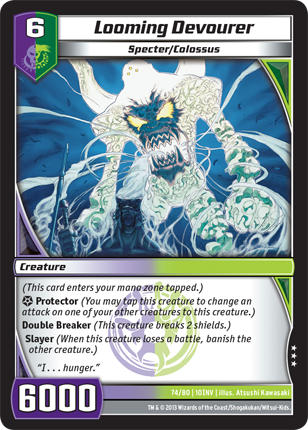 6
Looming Devourer
Specter/Colossus
Creature
(This card enters your mana zone tapped.)
Protector (You may tap this creature to change an
attack on one of your other creatures to this creature.)
Double Breaker (This creature breaks 2 shields.)
Slayer (When this creature loses a battle, banish the
other creature.)
"I . . . hunger."
6000
74/80 | 10INV | illus. Atsushi Kawasaki
TM & © 2013 Wizards of the Coast/Shogakukan/Mitsui-Kids.